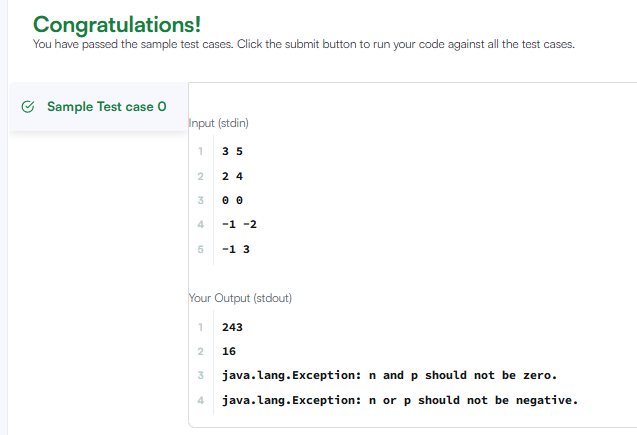 Congratulations!
You have passed the sample test cases. Click the submit button to run your code against all the test cases.
Sample Test case 0
Input (stdin)
1 3 5
2 2 4
3 0 0
4 -1 -2
5 -1 3
Your Output (stdout)
1 243
2 16
3 java.lang.Exception: n and p should not be zero.
4 java.lang.Exception: n or p should not be negative.